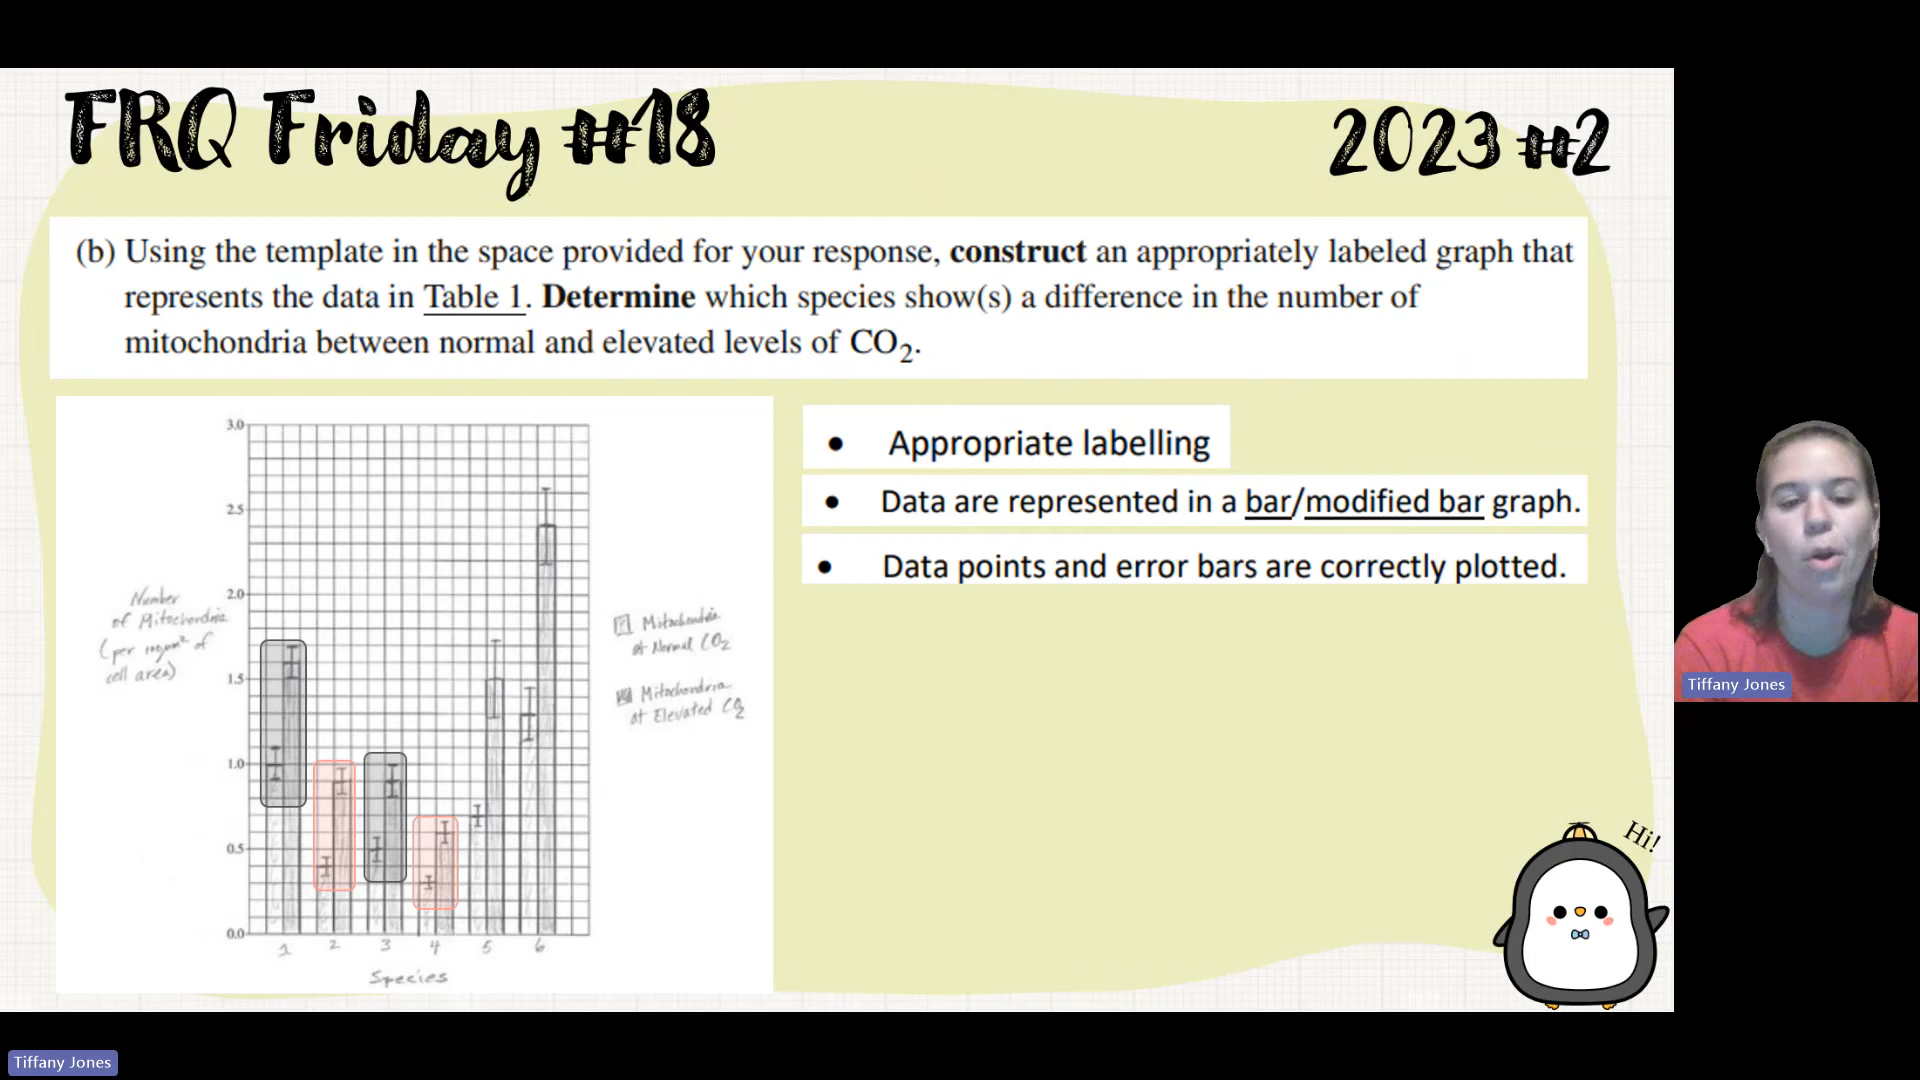 FRQ Friday #18
2023 #2
(b) Using the template in the space provided for your response, construct an appropriately labeled graph that
represents the data in Table 1. Determine which species show(s) a difference in the number of
mitochondria between normal and elevated levels of CO₂.
• Appropriate labelling
• Data are represented in a bar/modified bar graph.
• Data points and error bars are correctly plotted.
3.0
2.5
2.0
1.5
1.0
0.5
0.0
Number
of Mitochondria
(per 100μm² of
cell area)
Mitochondria
at Normal CO₂
Mitochondria
at Elevated CO₂
1 2 3 4 5 6
Species
Hi!
Tiffany Jones
Tiffany Jones